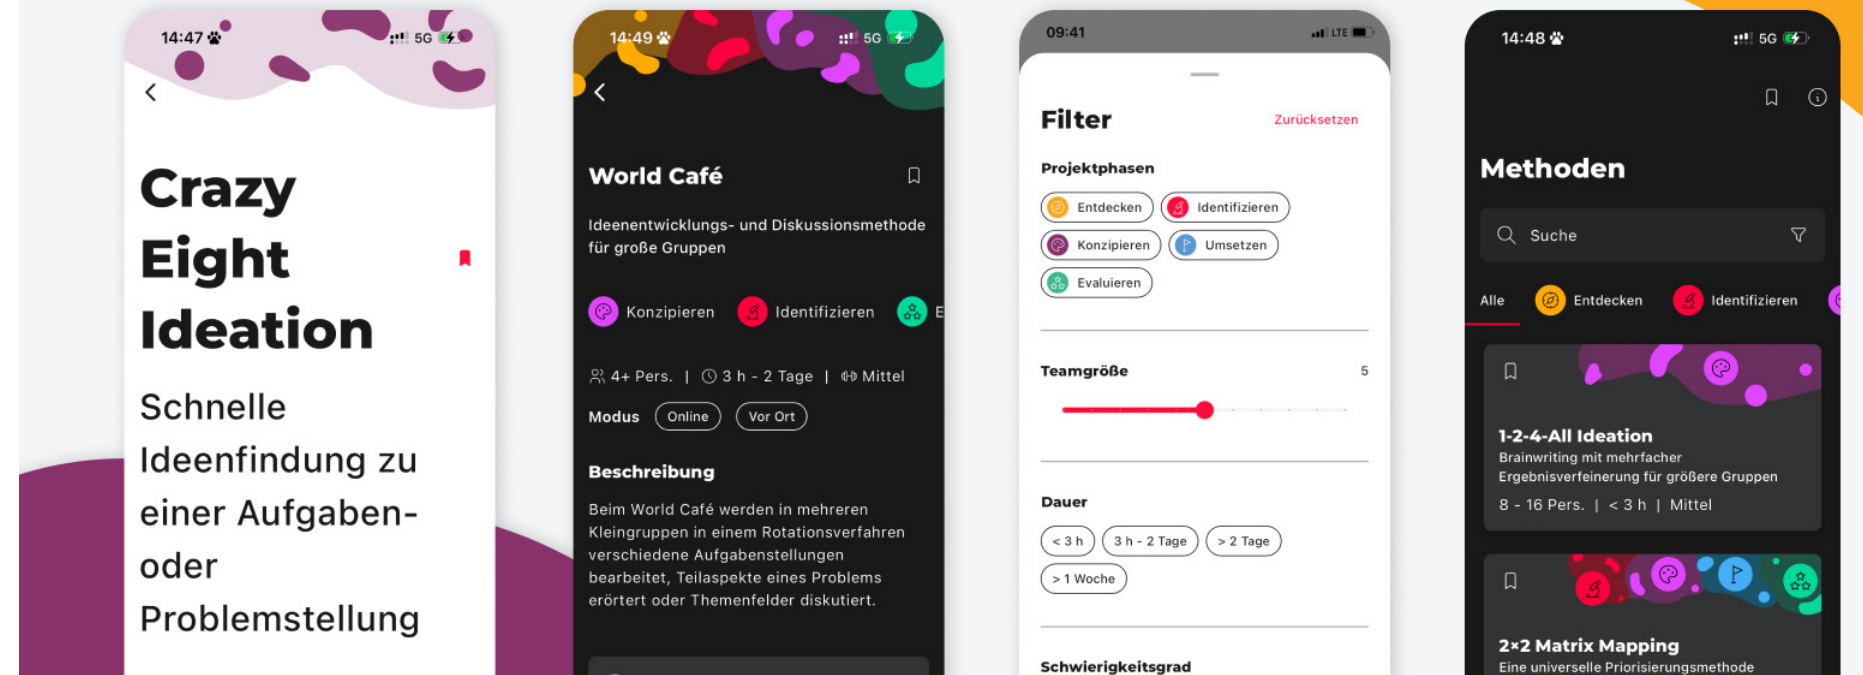 14:47
5G
Crazy
Eight
Ideation
Schnelle
Ideenfindung zu
einer Aufgaben-
oder
Problemstellung
14:49
5G
World Café
Ideenentwicklungs- und Diskussionsmethode
für große Gruppen
Konzipieren
Identifizieren
E
4+ Pers. | 3 h - 2 Tage | Mittel
Modus Online Vor Ort
Beschreibung
Beim World Café werden in mehreren
Kleingruppen in einem Rotationsverfahren
verschiedene Aufgabenstellungen
bearbeitet, Teilaspekte eines Problems
erörtert oder Themenfelder diskutiert.
09:41
LTE
Filter
Zurücksetzen
Projektphasen
Entdecken Identifizieren
Konzipieren Umsetzen
Evaluieren
Teamgröße 5
Dauer
< 3 h 3 h - 2 Tage > 2 Tage
> 1 Woche
Schwierigkeitsgrad
14:48
5G
Methoden
Suche
Alle Entdecken Identifizieren
1-2-4-All Ideation
Brainwriting mit mehrfacher
Ergebnisverfeinerung für größere Gruppen
8 - 16 Pers. | < 3 h | Mittel
2×2 Matrix Mapping
Eine universelle Priorisierungsmethode